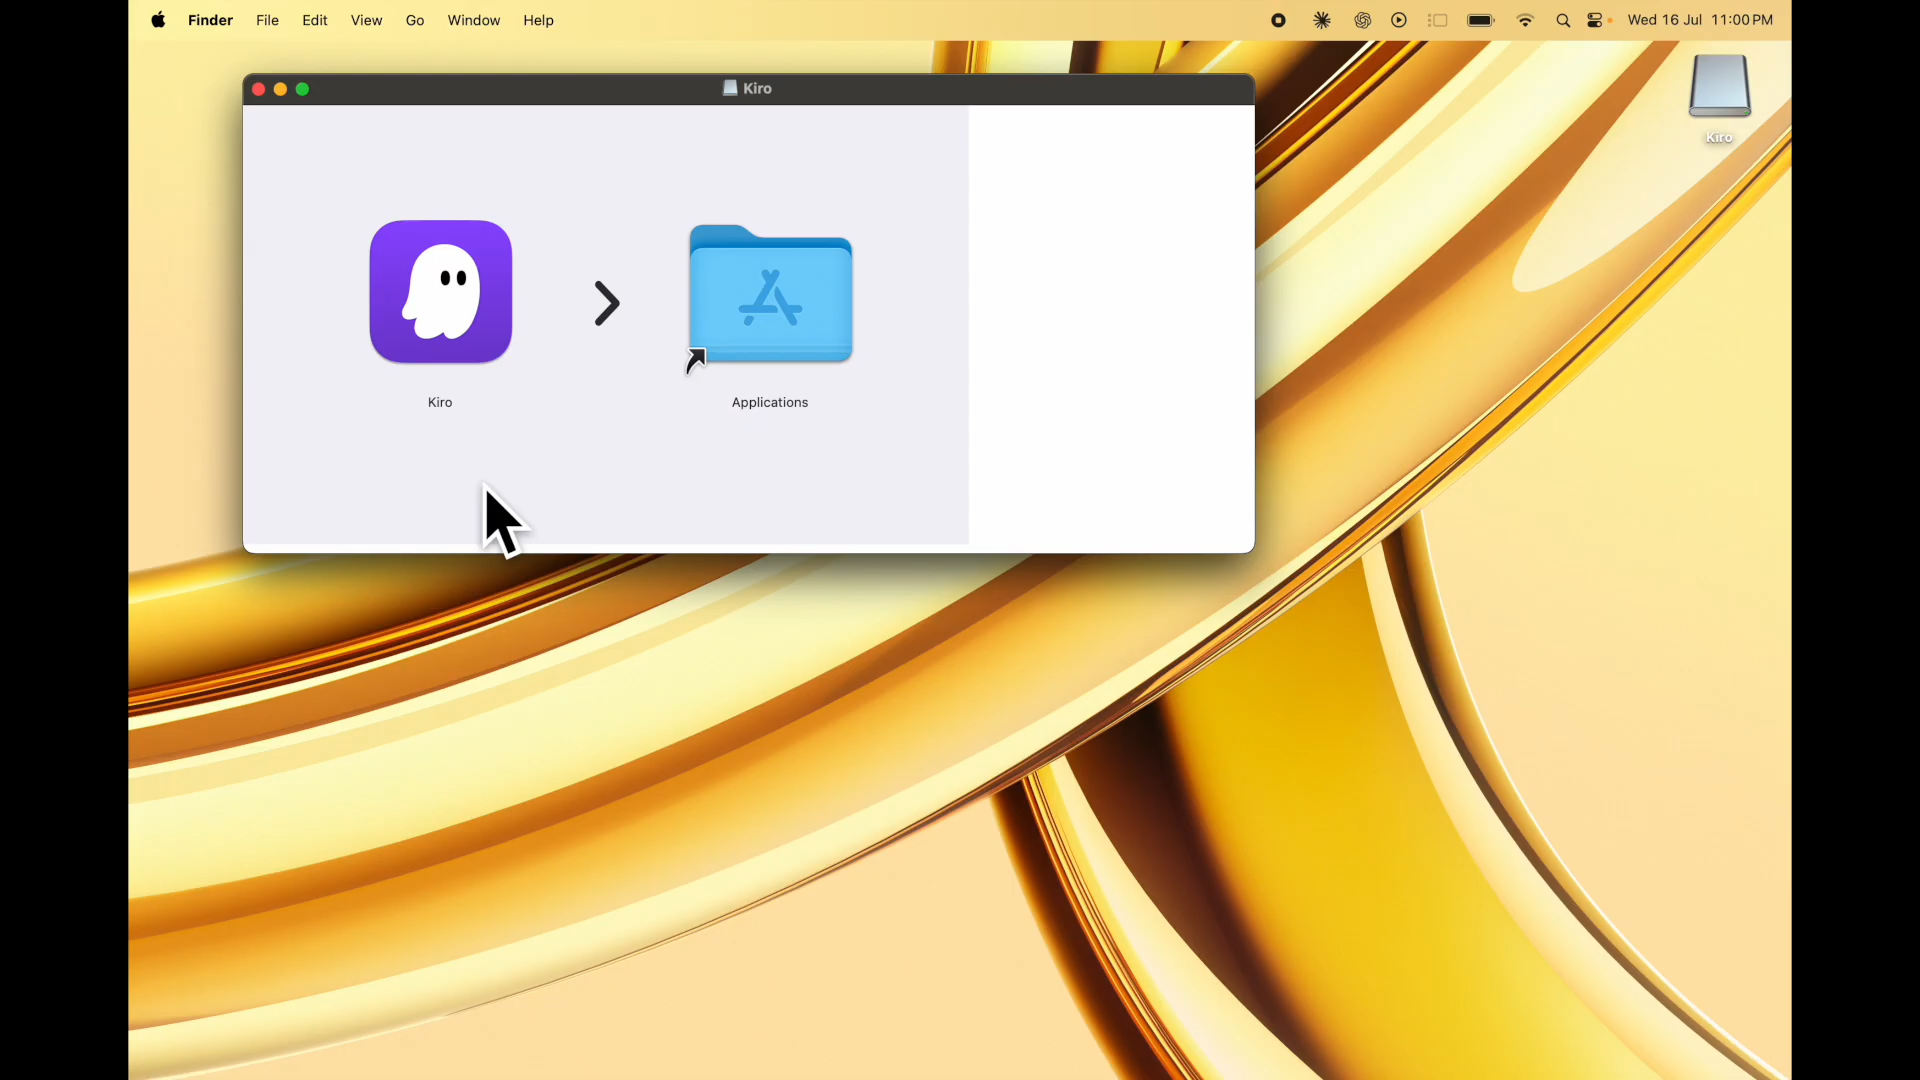 Finder File Edit View Go Window Help Wed 16 Jul 11:00 PM
Kiro
Kiro
Kiro
Applications